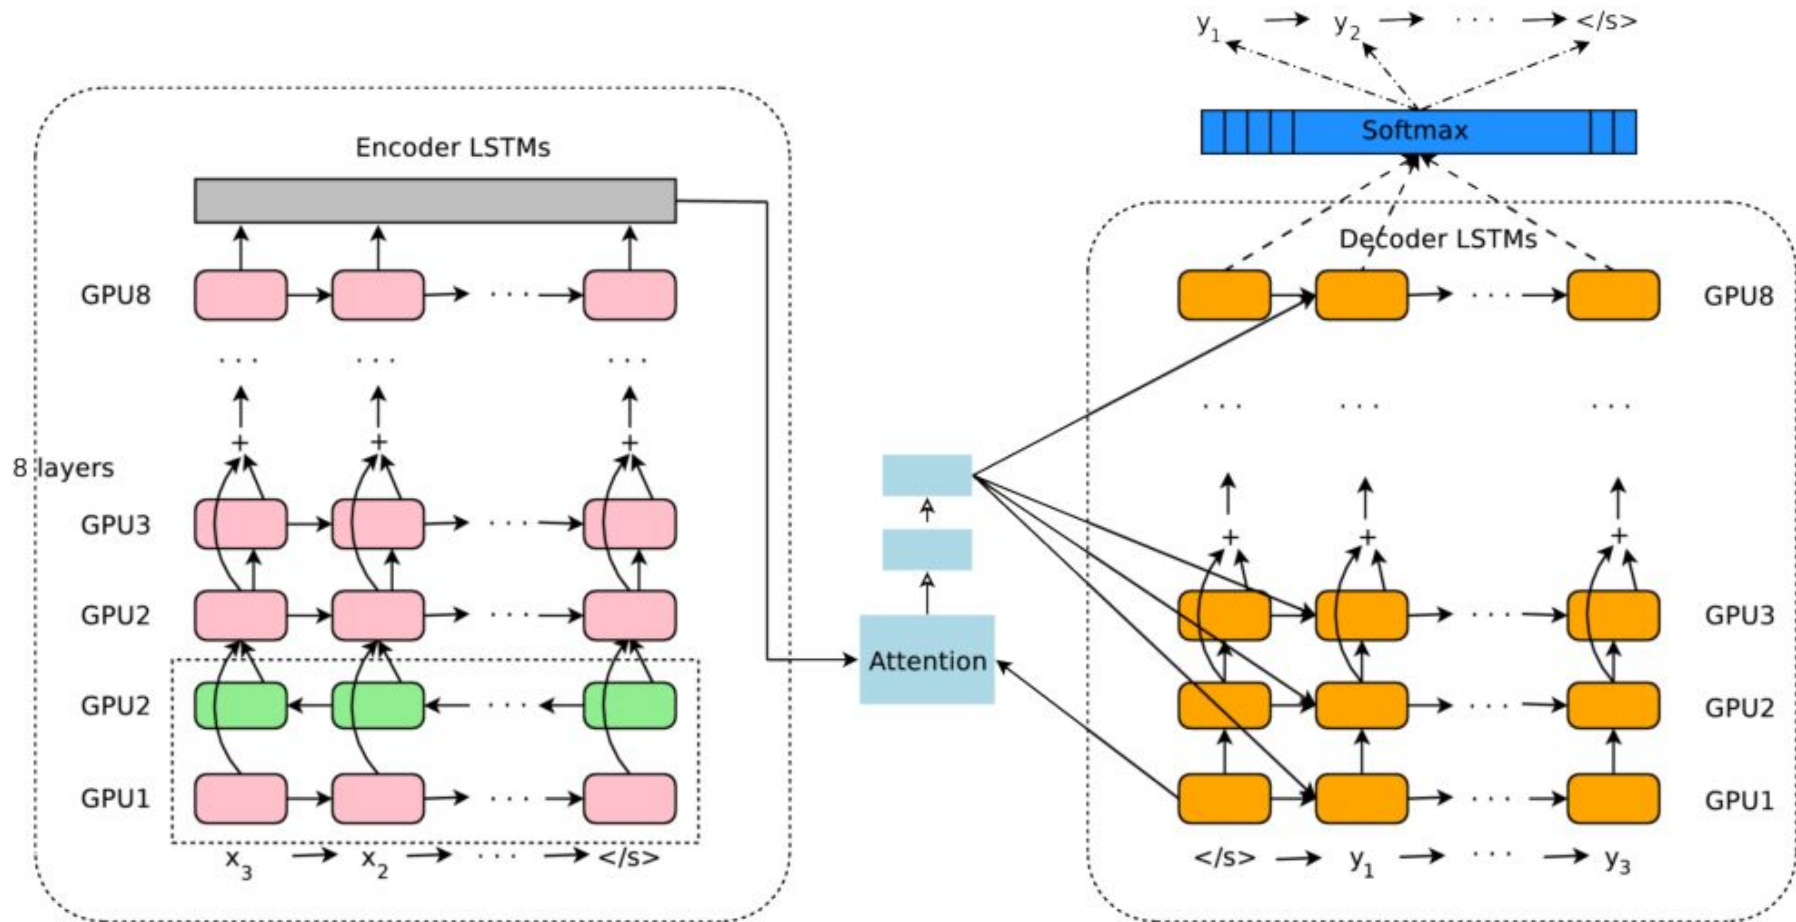 y1 y2 ... </s>
Softmax
Encoder LSTMs
Decoder LSTMs
GPU8
...
GPU8
... ... ...
... ... ...
+ + +
8 layers
GPU3
...
+ + +
GPU2
...
GPU3
...
Attention
GPU2
...
GPU2
...
GPU1
...
GPU1
...
x3 x2 ... </s>
</s> y1 ... y3